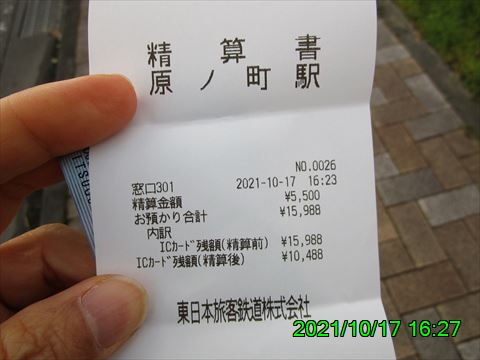 精算書
原ノ町駅
NO.0026
窓口301 2021-10-17 16:23
精算金額 ¥5,500
お預かり合計 ¥15,988
内訳
ICカード残額(精算前) ¥15,988
ICカード残額(精算後) ¥10,488
東日本旅客鉄道株式会社
2021/10/17 16:27